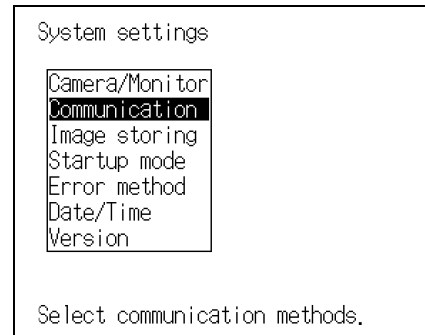 System settings
Camera/Monitor
Communication
Image storing
Startup mode
Error method
Date/Time
Version
Select communication methods.